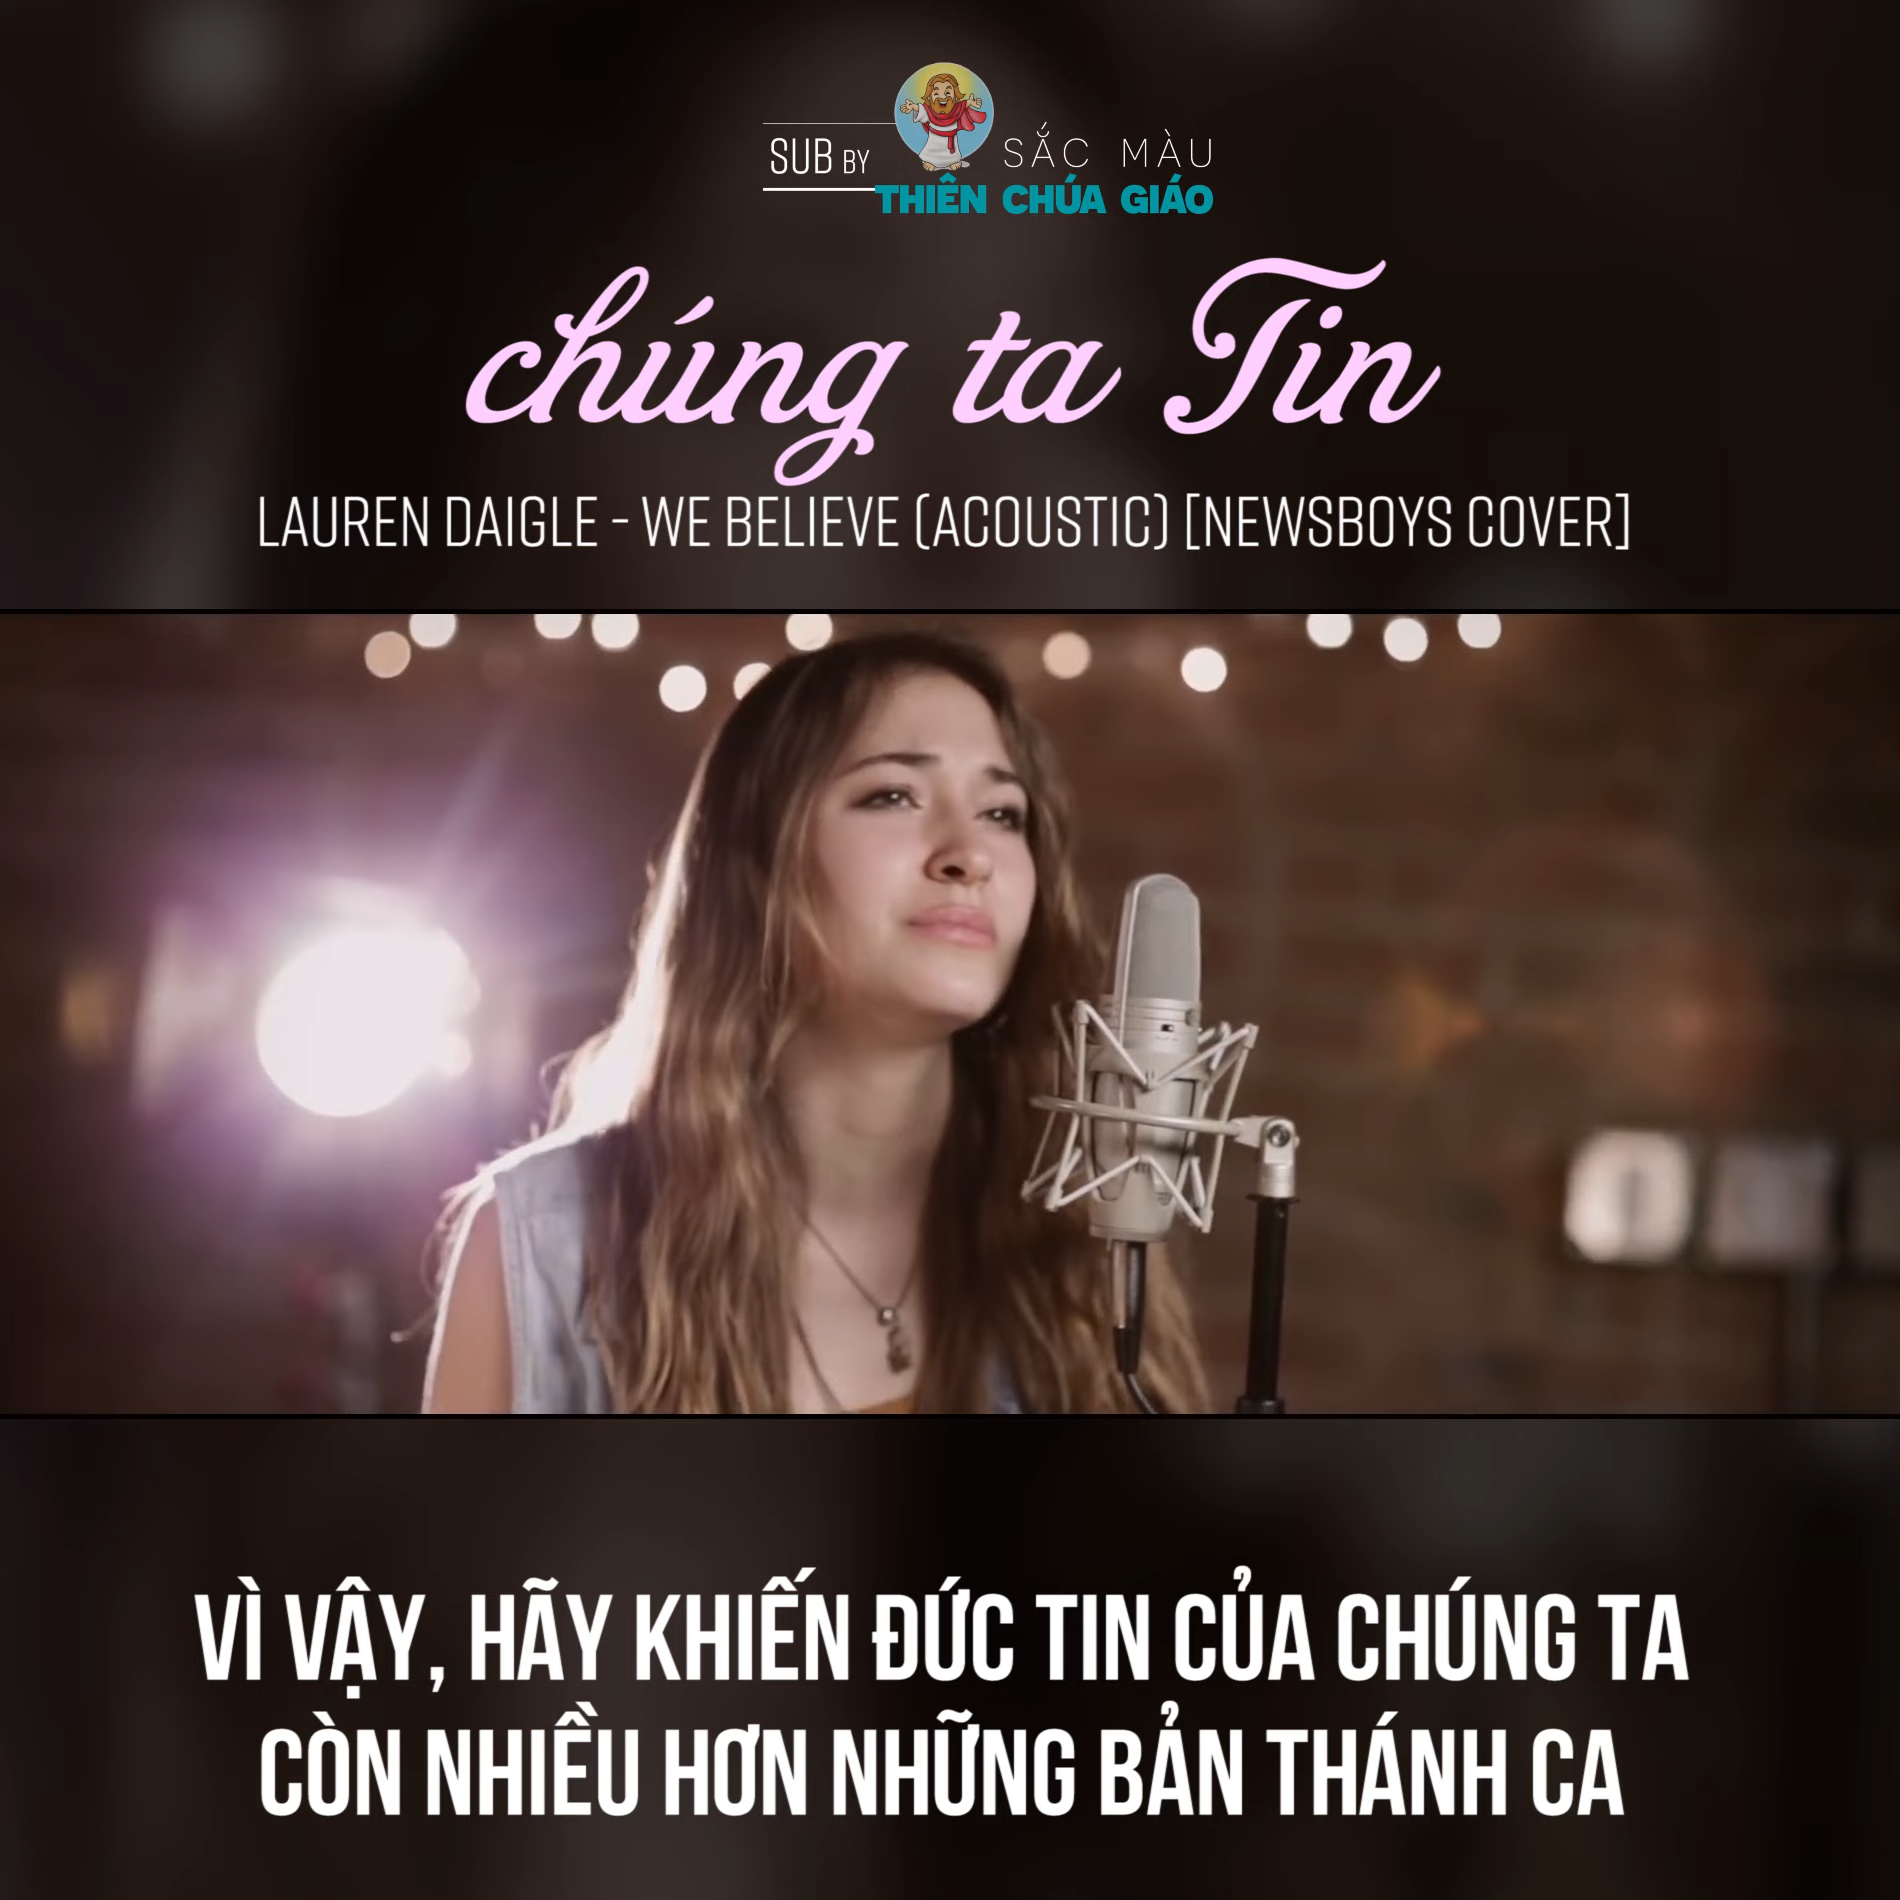 SUB BY SẮC MÀU
THIÊN CHÚA GIÁO
chúng ta Tin
LAUREN DAIGLE - WE BELIEVE (ACOUSTIC) [NEWSBOYS COVER]
VÌ VẬY, HÃY KHIẾN ĐỨC TIN CỦA CHÚNG TA
CÒN NHIỀU HƠN NHỮNG BẢN THÁNH CA